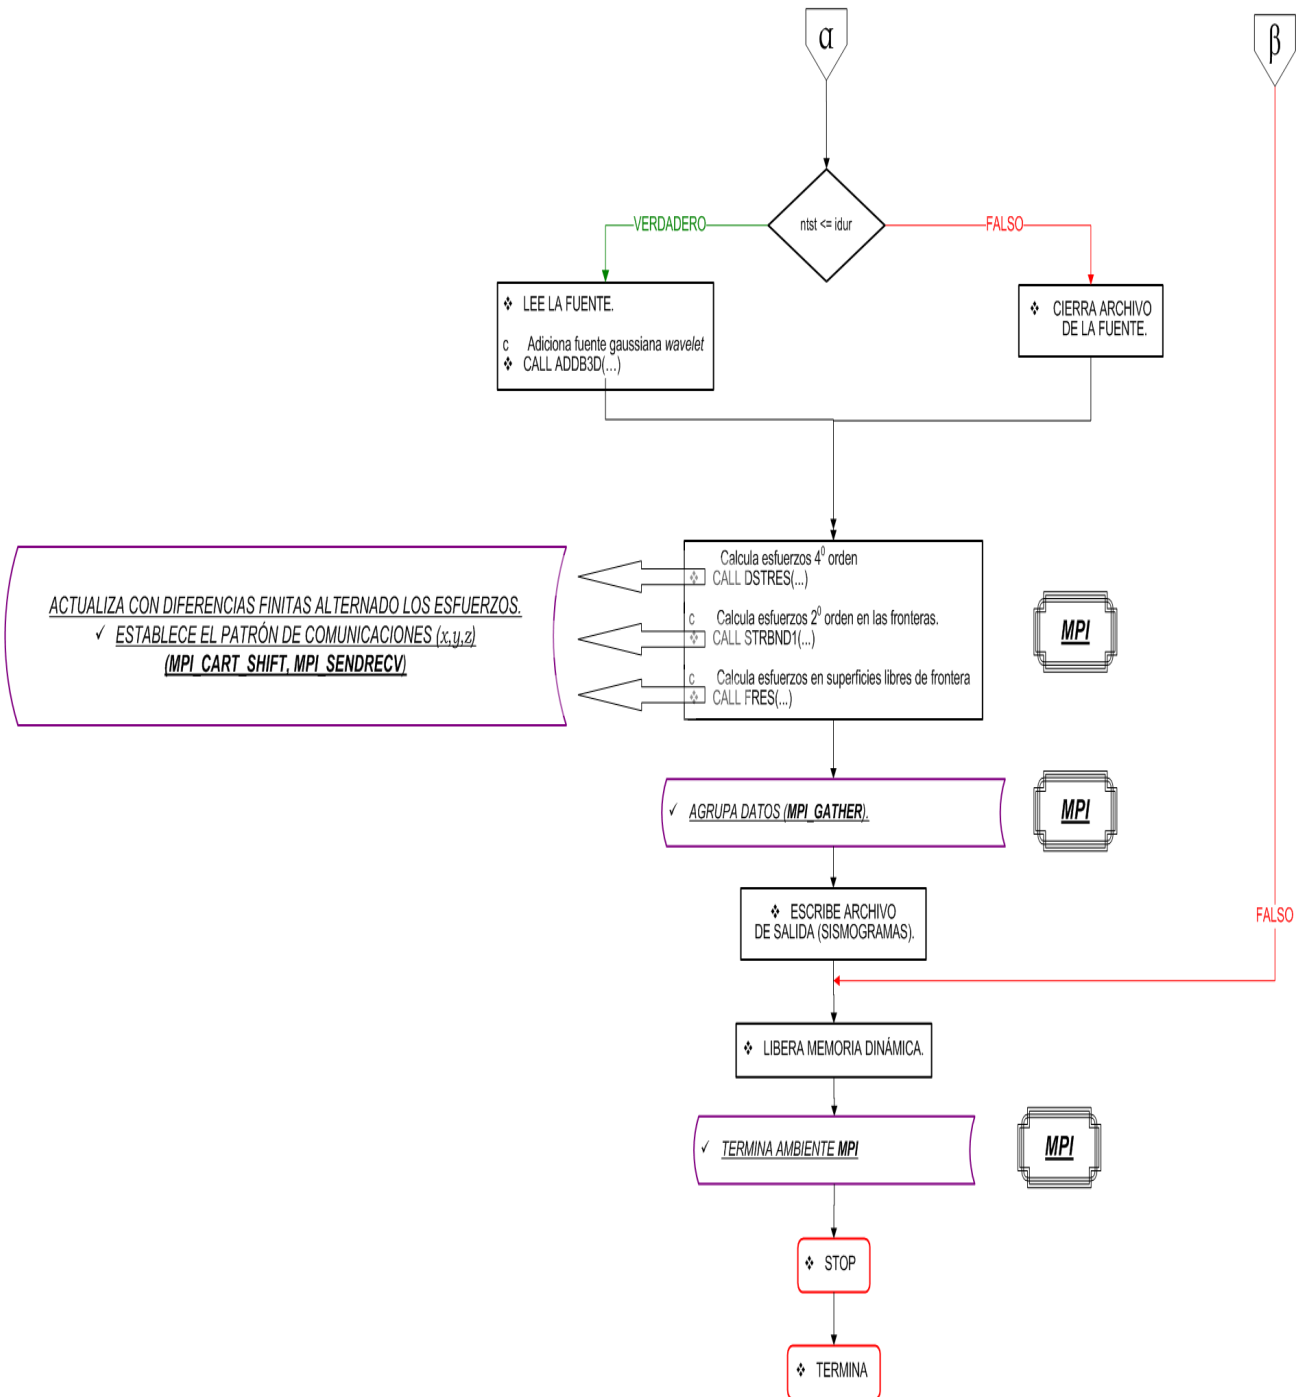 α
β
ntst <= idur
VERDADERO
FALSO
❖ LEE LA FUENTE.
c Adiciona fuente gaussiana wavelet
❖ CALL ADDB3D(...)
❖ CIERRA ARCHIVO
DE LA FUENTE.
Calcula esfuerzos 4⁰ orden
❖ CALL DSTRES(...)
c Calcula esfuerzos 2⁰ orden en las fronteras.
❖ CALL STRBND1(...)
c Calcula esfuerzos en superficies libres de frontera
❖ CALL FRES(...)
ACTUALIZA CON DIFERENCIAS FINITAS ALTERNADO LOS ESFUERZOS.
✓ ESTABLECE EL PATRÓN DE COMUNICACIONES (x,y,z)
(MPI_CART_SHIFT, MPI_SENDRECV)
MPI
✓ AGRUPA DATOS (MPI_GATHER).
MPI
❖ ESCRIBE ARCHIVO
DE SALIDA (SISMOGRAMAS).
FALSO
❖ LIBERA MEMORIA DINÁMICA.
✓ TERMINA AMBIENTE MPI
MPI
❖ STOP
❖ TERMINA